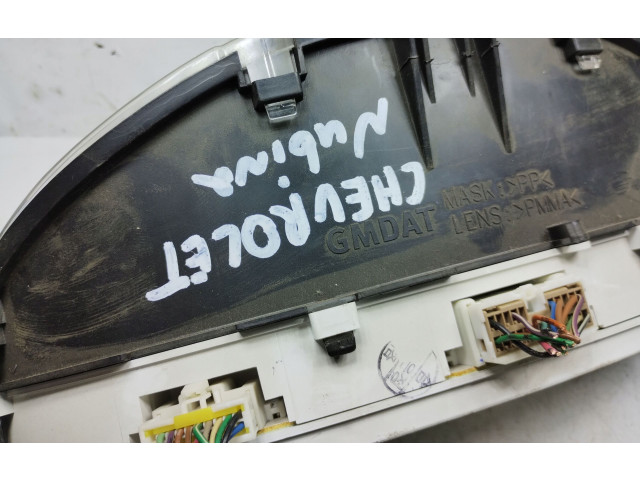 CHEVROLET
Nubira
GMDAT
MASK:>PP<
LENS:>PMMA<